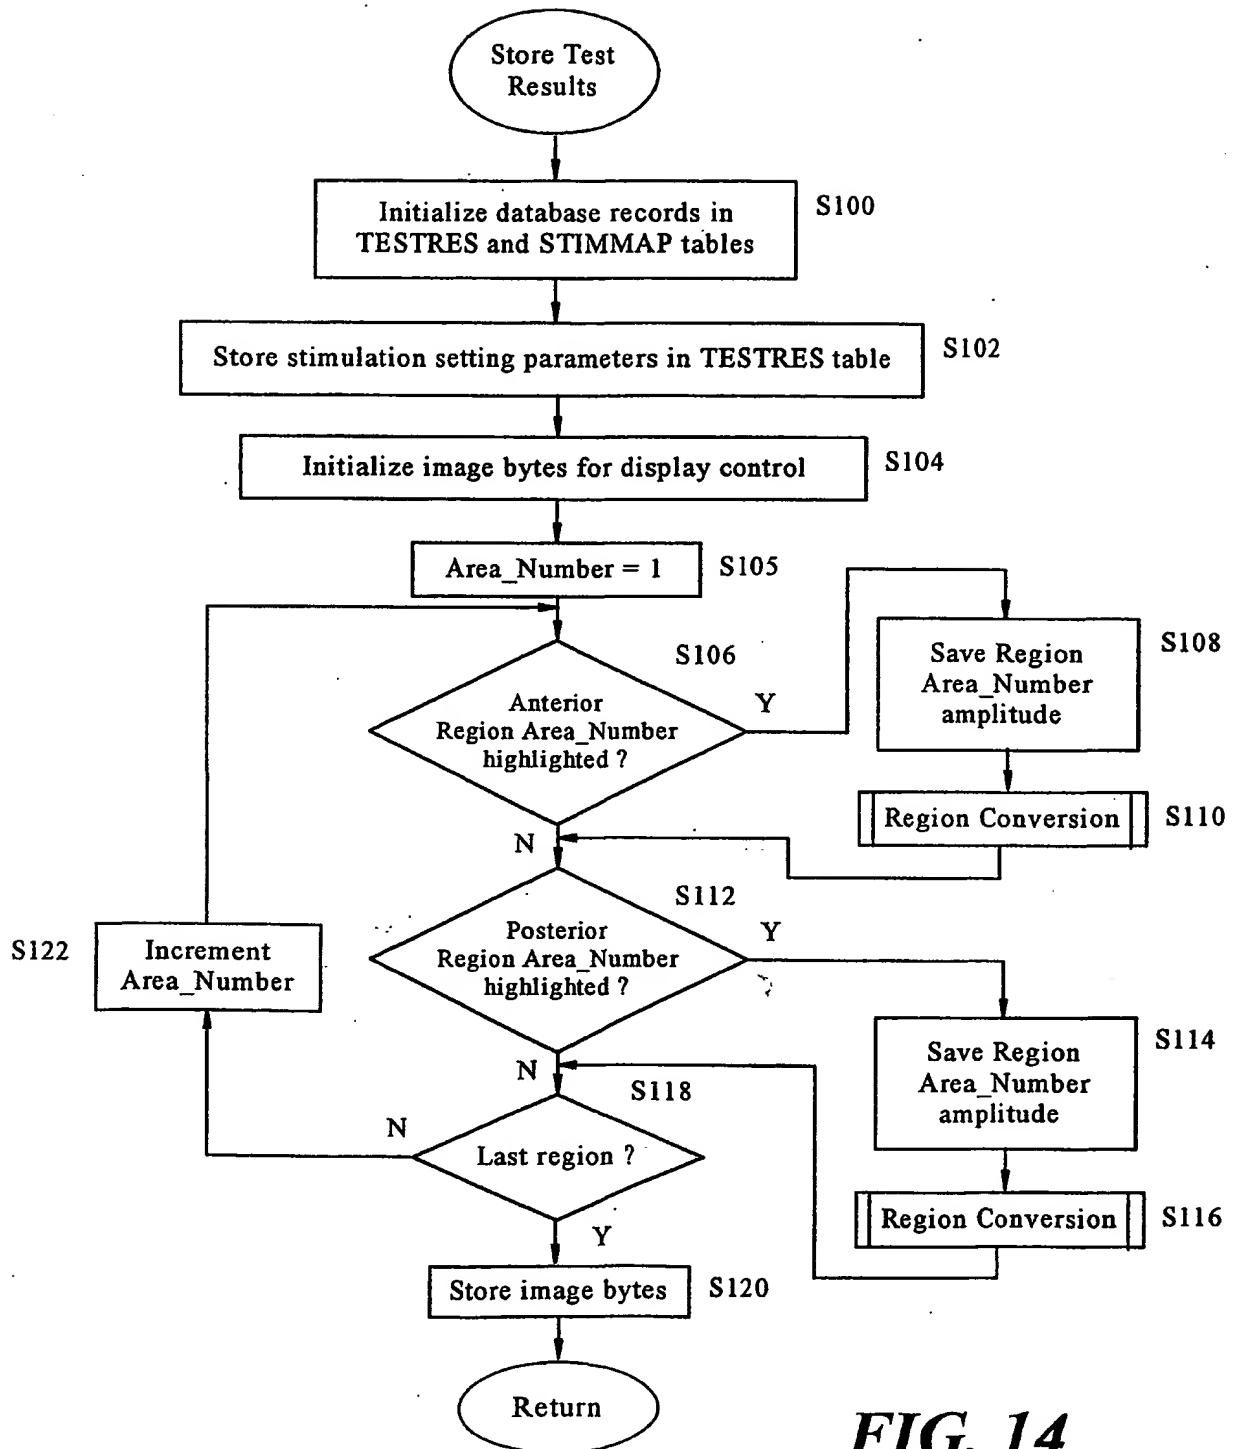 Store Test
Results
Initialize database records in
TESTRES and STIMMAP tables
S100
Store stimulation setting parameters in TESTRES table
S102
Initialize image bytes for display control
S104
Area_Number = 1
S105
S106
Anterior
Region Area_Number
highlighted ?
Y
N
Save Region
Area_Number
amplitude
S108
Region Conversion
S110
S112
Posterior
Region Area_Number
highlighted ?
Y
N
S122
Increment
Area_Number
Save Region
Area_Number
amplitude
S114
Region Conversion
S116
S118
Last region ?
N
Y
Store image bytes
S120
Return
FIG. 14